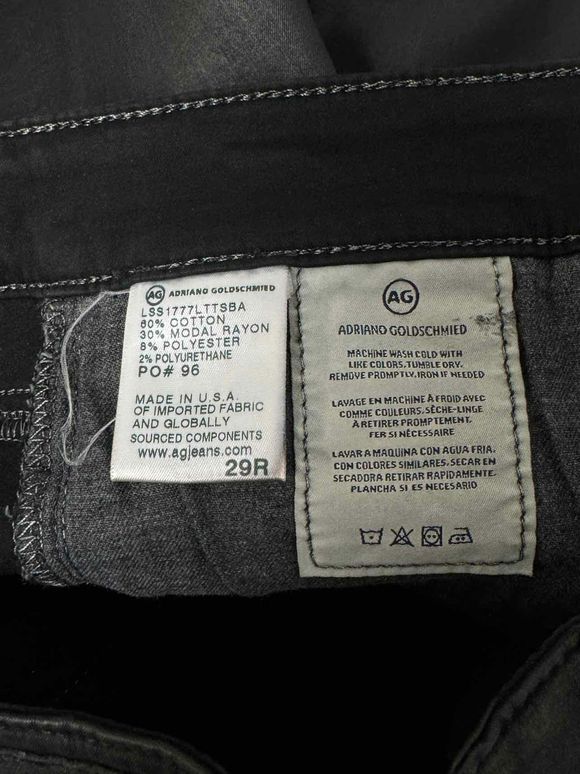 AG ADRIANO GOLDSCHMIED
LSS1777LTTSBA
60% COTTON
30% MODAL RAYON
8% POLYESTER
2% POLYURETHANE
PO# 96
MADE IN U.S.A.
OF IMPORTED FABRIC
AND GLOBALLY
SOURCED COMPONENTS
www.agjeans.com
29R
AG
ADRIANO GOLDSCHMIED
MACHINE WASH COLD WITH
LIKE COLORS. TUMBLE DRY.
REMOVE PROMPTLY. IRON IF NEEDED
LAVAGE EN MACHINE À FROID AVEC
COMME COULEURS. SÈCHE-LINGE
À RETIRER PROMPTEMENT.
FER SI NÉCESSAIRE
LAVAR A MAQUINA CON AGUA FRIA.
CON COLORES SIMILARES. SECAR EN
SECADORA RETIRAR RAPIDAMENTE.
PLANCHA SI ES NECESARIO